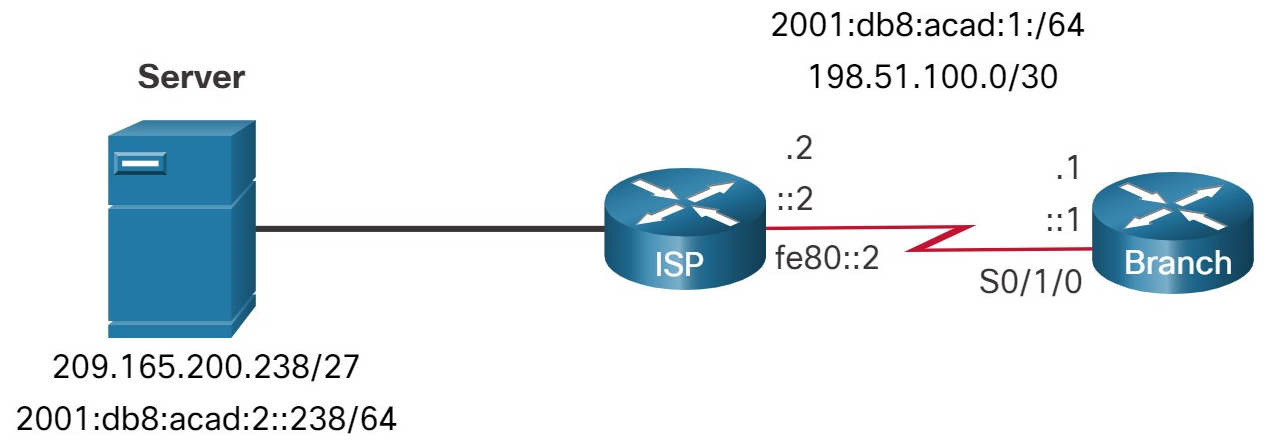 2001:db8:acad:1:/64
198.51.100.0/30
Server
.2
::2
fe80::2
.1
::1
S0/1/0
ISP
Branch
209.165.200.238/27
2001:db8:acad:2::238/64